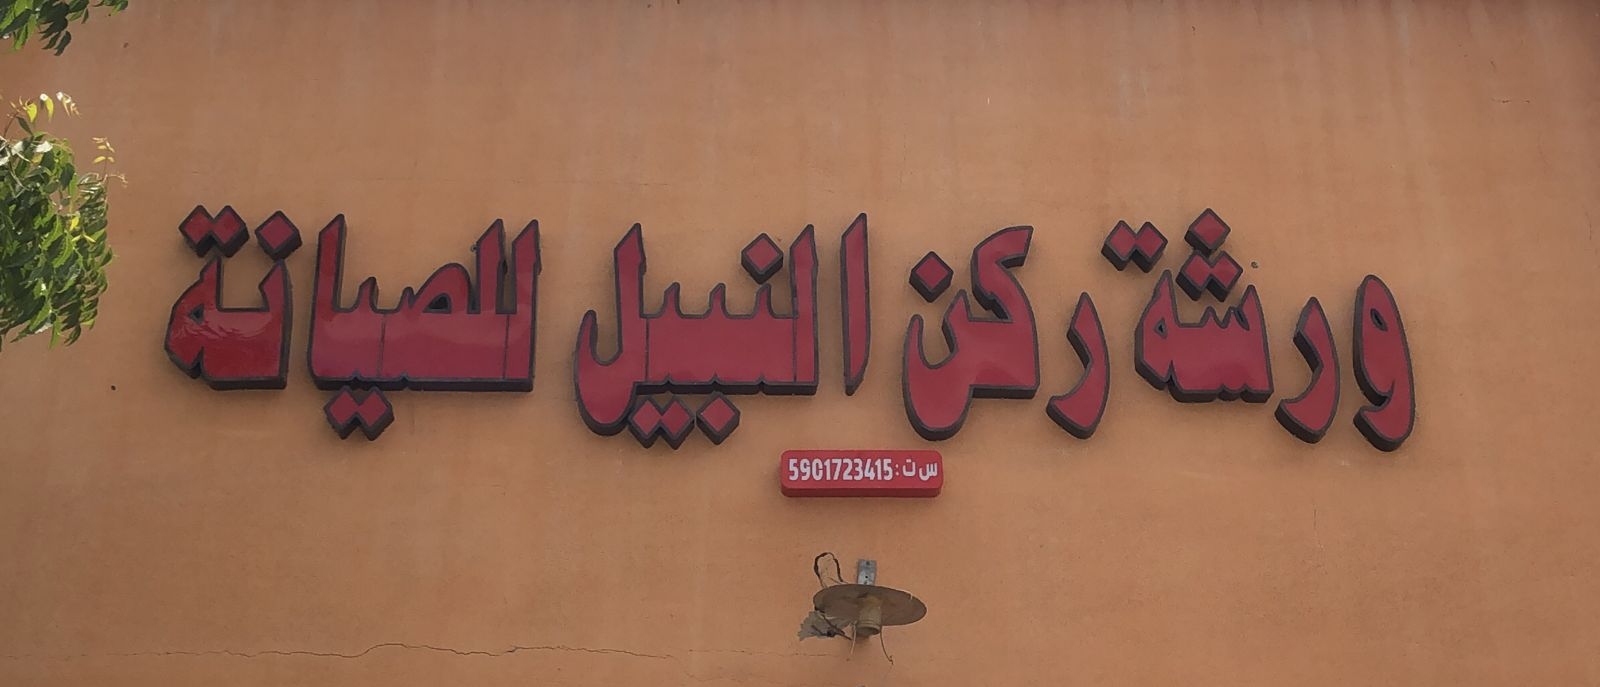 ورشة ركن النبيل للصيانة
س ت: 5901723415